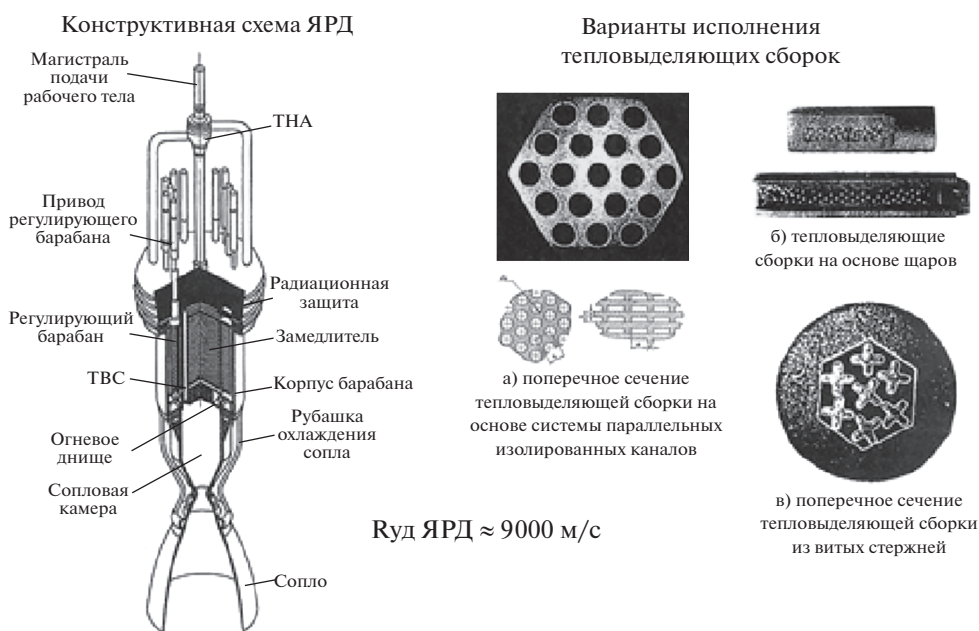 Конструктивная схема ЯРД
Магистраль
подачи
рабочего тела
ТНА
Привод
регулирующего
барабана
Радиационная
защита
Регулирующий
барабан
Замедлитель
ТВС
Корпус барабана
Рубашка
охлаждения
сопла
Огневое
днище
Сопловая
камера
Сопло
Rуд ЯРД ≈ 9000 м/с
Варианты исполнения
тепловыделяющих сборок
а) поперечное сечение
тепловыделяющей сборки на
основе системы параллельных
изолированных каналов
б) тепловыделяющие
сборки на основе щаров
в) поперечное сечение
тепловыделяющей сборки
из витых стержней